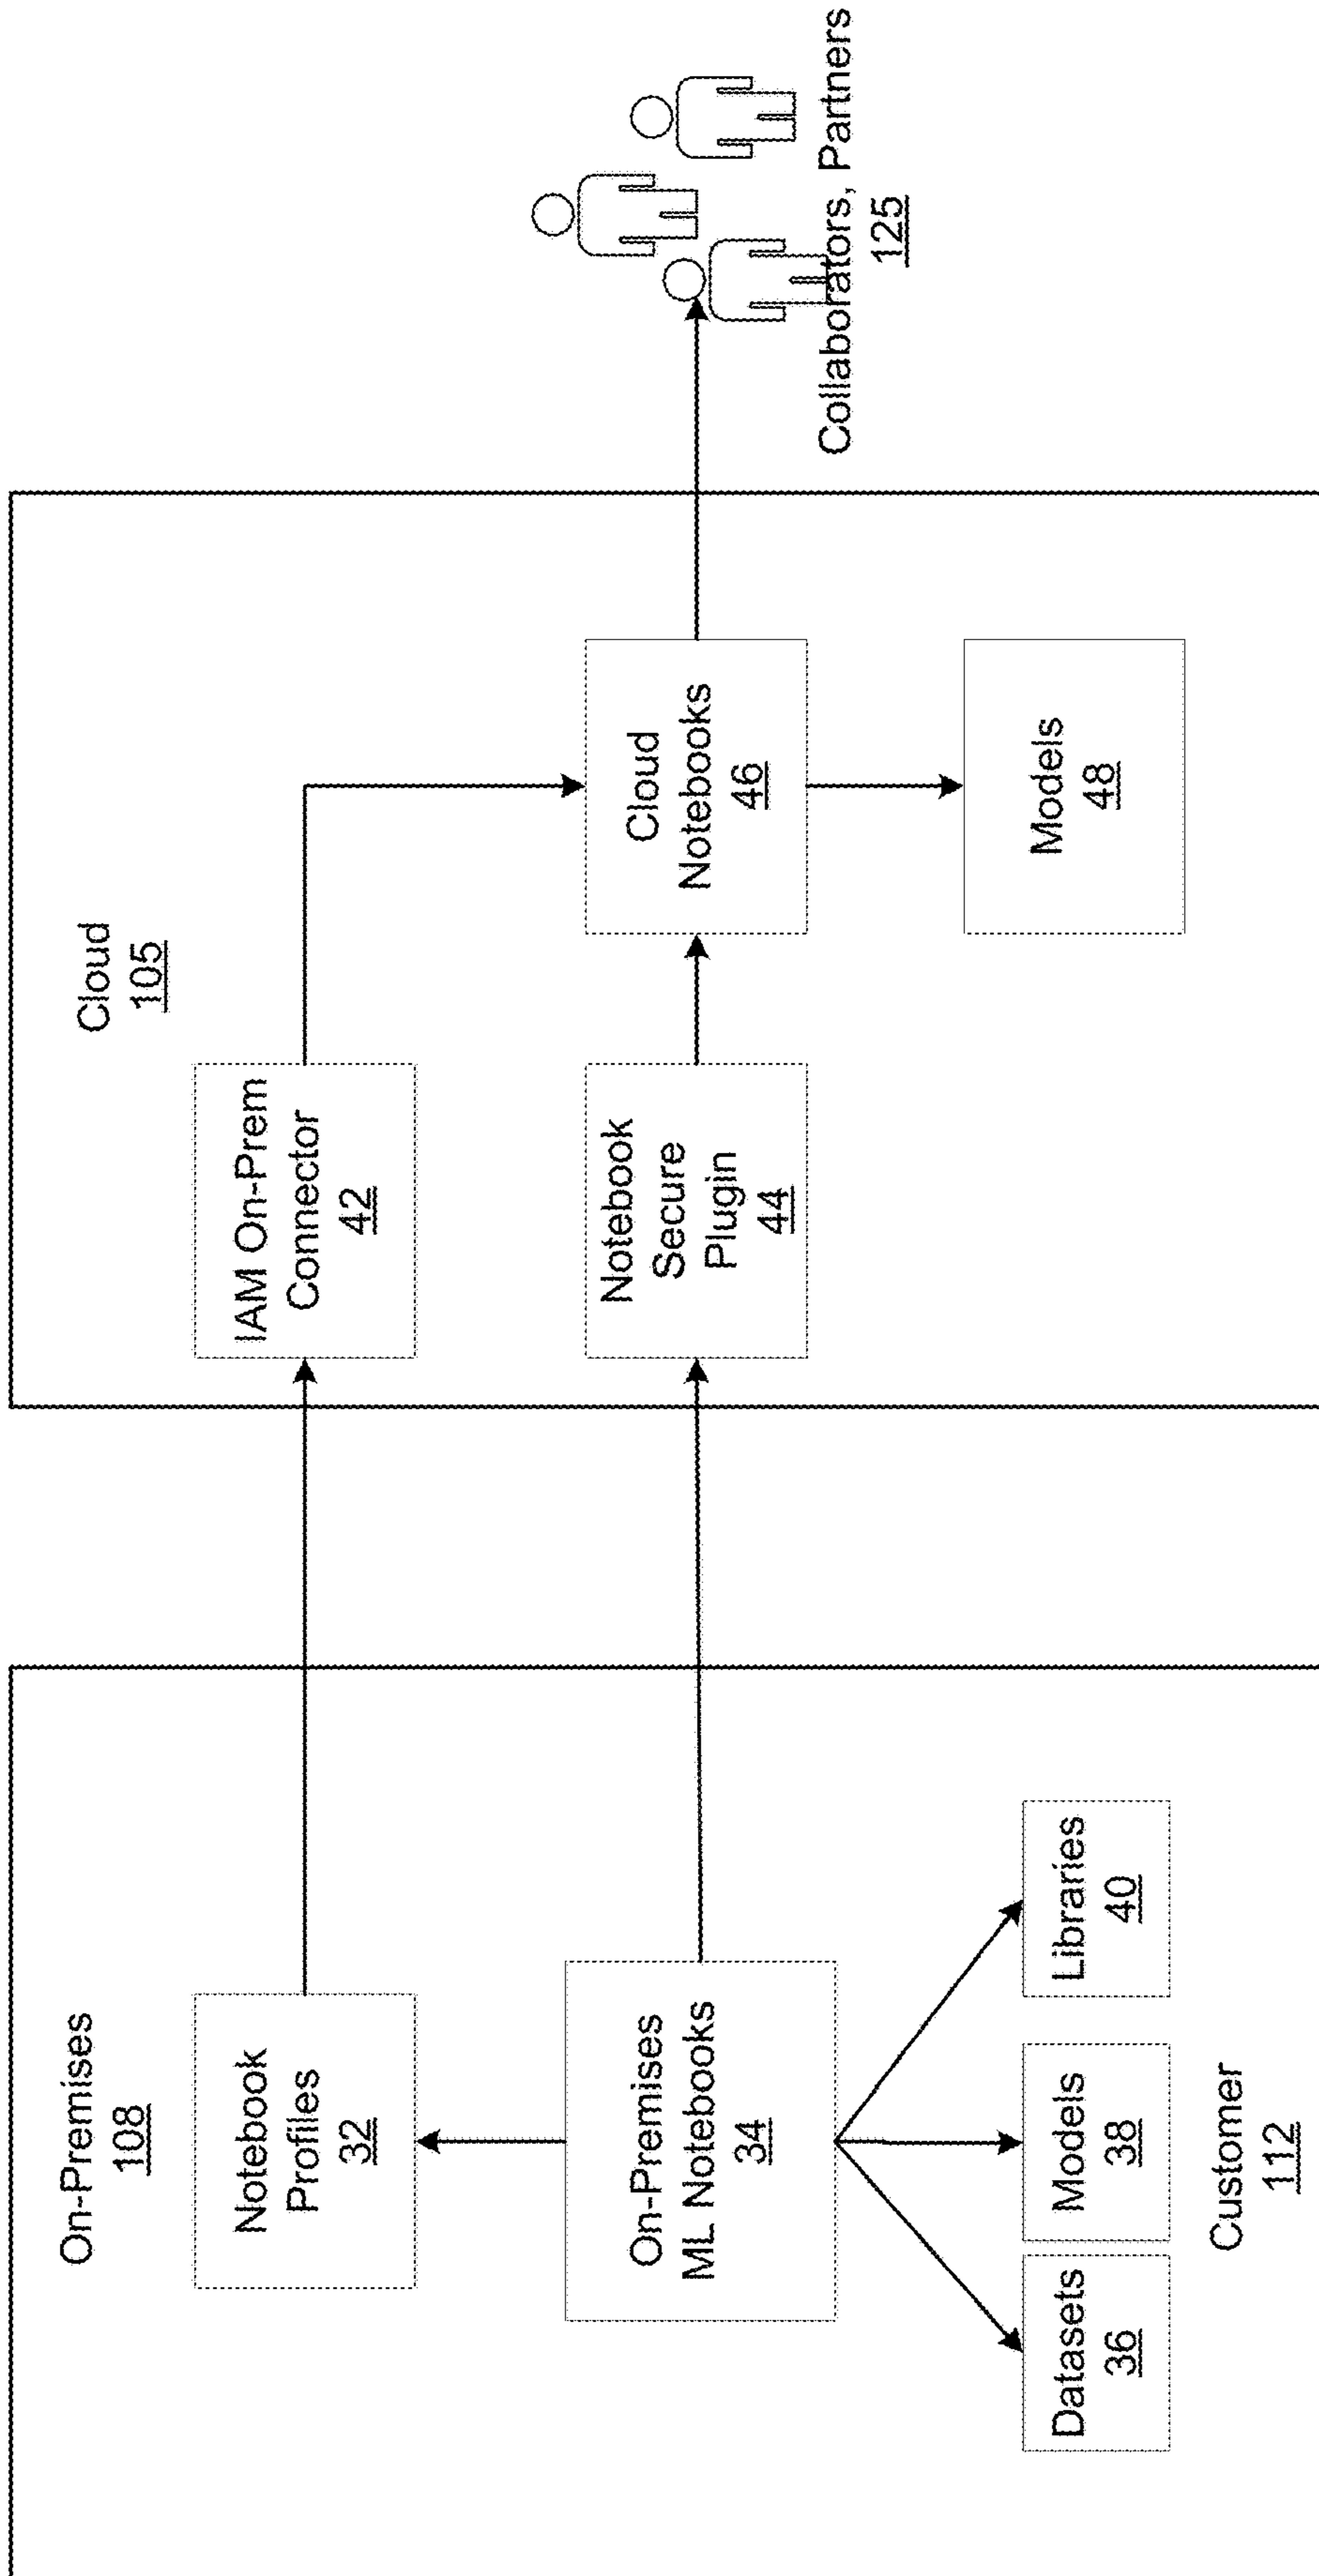 On-Premises
108
Notebook
Profiles
32
On-Premises
ML Notebooks
34
Datasets
36
Models
38
Libraries
40
Customer
112
Cloud
105
IAM On-Prem
Connector
42
Notebook
Secure
Plugin
44
Cloud
Notebooks
46
Models
48
Collaborators, Partners
125